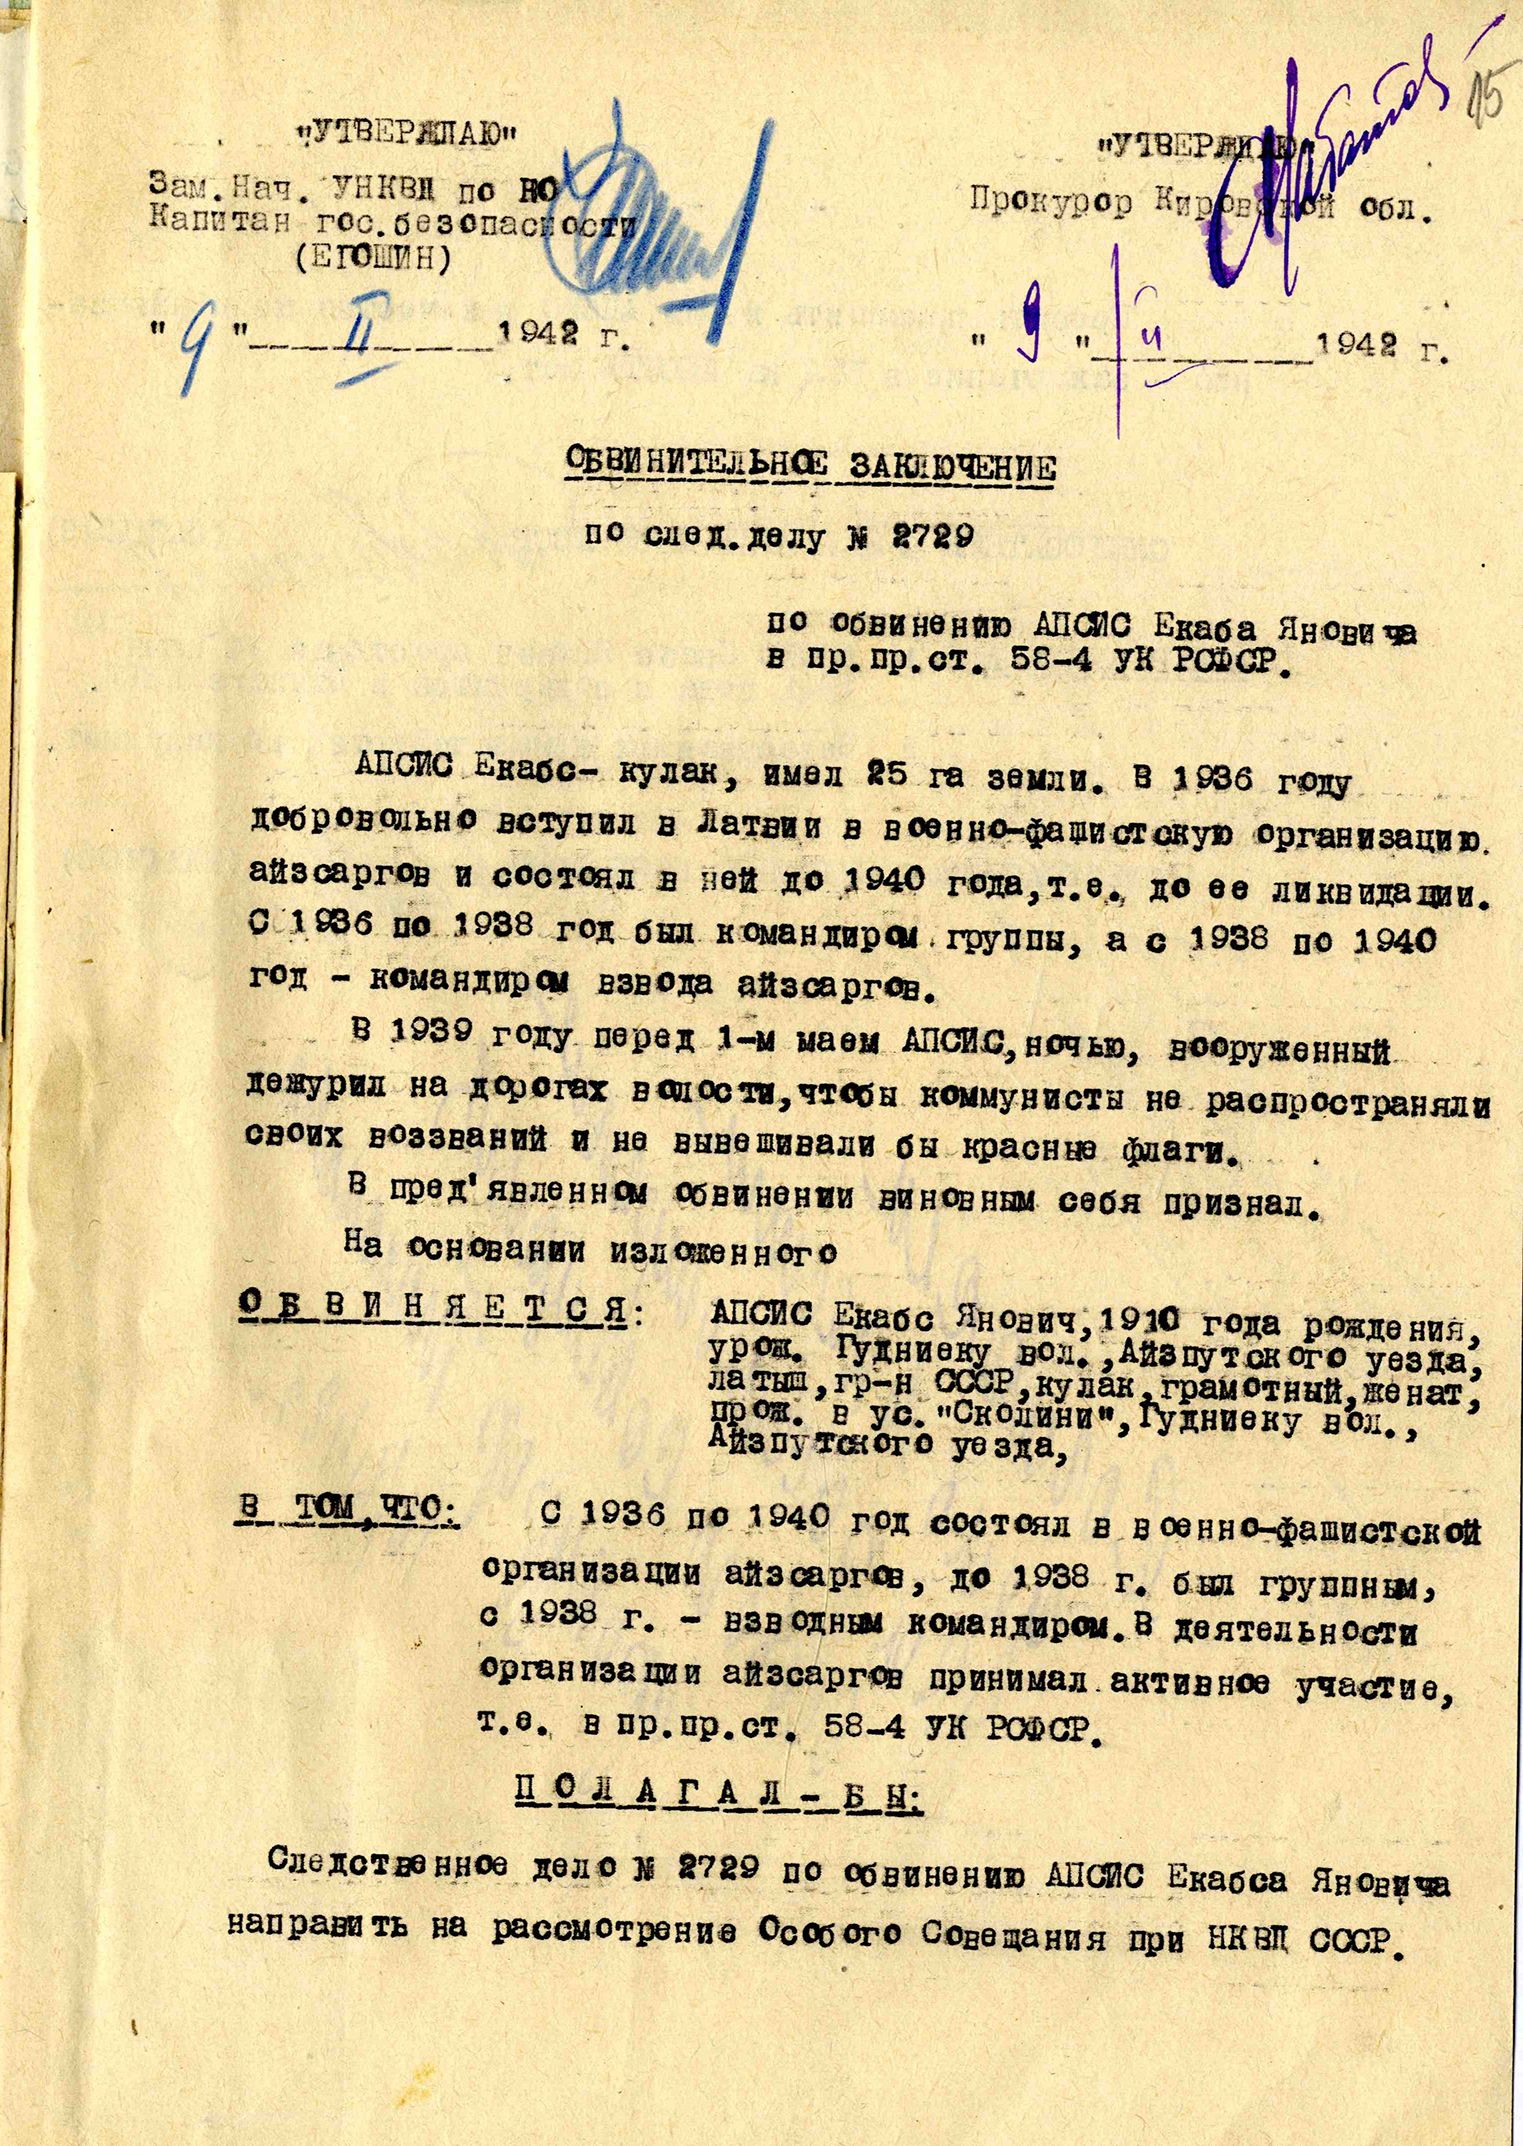 15
"УТВЕРЖДАЮ"
Зам.Нач. УНКВД по КО
Капитан гос.безопасности
(ЕГОШИН)
" 9 " II 1942 г.
"УТВЕРЖДАЮ"
Прокурор Кировской обл.
" 9 " II 1942 г.
ОБВИНИТЕЛЬНОЕ ЗАКЛЮЧЕНИЕ
по след.делу № 2729
по обвинению АПСИС Екаба Яновича
в пр.пр.ст. 58-4 УК РСФСР.
АПСИС Екабс- кулак, имел 25 га земли. В 1936 году
добровольно вступил в Латвии в военно-фашистскую организацию
айзсаргов и состоял в ней до 1940 года,т.е. до ее ликвидации.
С 1936 по 1938 год был командиром группы, а с 1938 по 1940
год - командиром взвода айзсаргов.
В 1939 году перед 1-м маем АПСИС,ночью, вооруженный
дежурил на дорогах волости,чтобы коммунисты не распространяли
своих воззваний и не вывешивали бы красные флаги.
В пред'явленном обвинении виновным себя признал.
На основании изложенного
О Б В И Н Я Е Т С Я: АПСИС Екабс Янович,1910 года рождения,
урож. Гудниеку вол.,Айзпутского уезда,
латыш,гр-н СССР,кулак,грамотный,женат,
прож. в ус."Сколини",Гудниеку вол.,
Айзпутского уезда,
В ТОМ,ЧТО: С 1936 по 1940 год состоял в военно-фашистской
организации айзсаргов, до 1938 г. был группным,
с 1938 г. - взводным командиром.В деятельности
организации айзсаргов принимал активное участие,
т.е. в пр.пр.ст. 58-4 УК РСФСР.
П О Л А Г А Л - Б Ы:
Следственное дело № 2729 по обвинению АПСИС Екабса Яновича
направить на рассмотрение Особого Совещания при НКВД СССР.